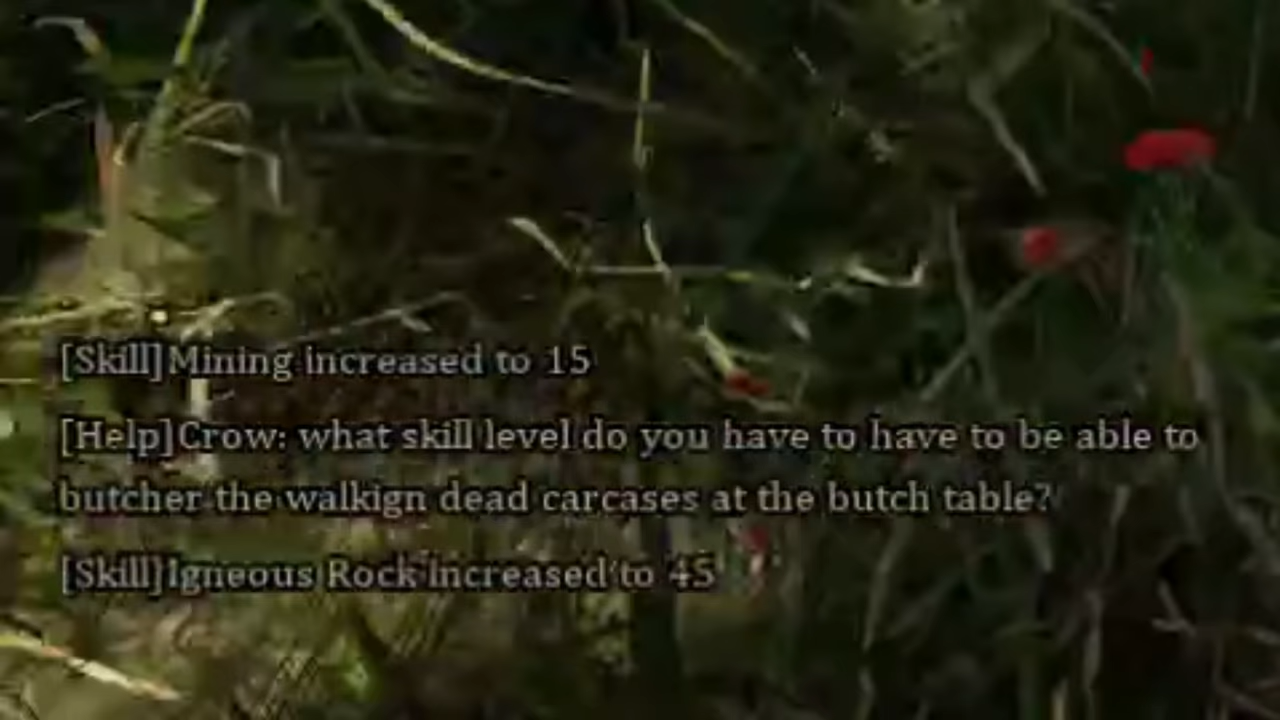 [Skill]Mining increased to 15
[Help]Crow: what skill level do you have to have to be able to
butcher the walkign dead carcases at the butch table?
[Skill]Igneous Rock increased to 45